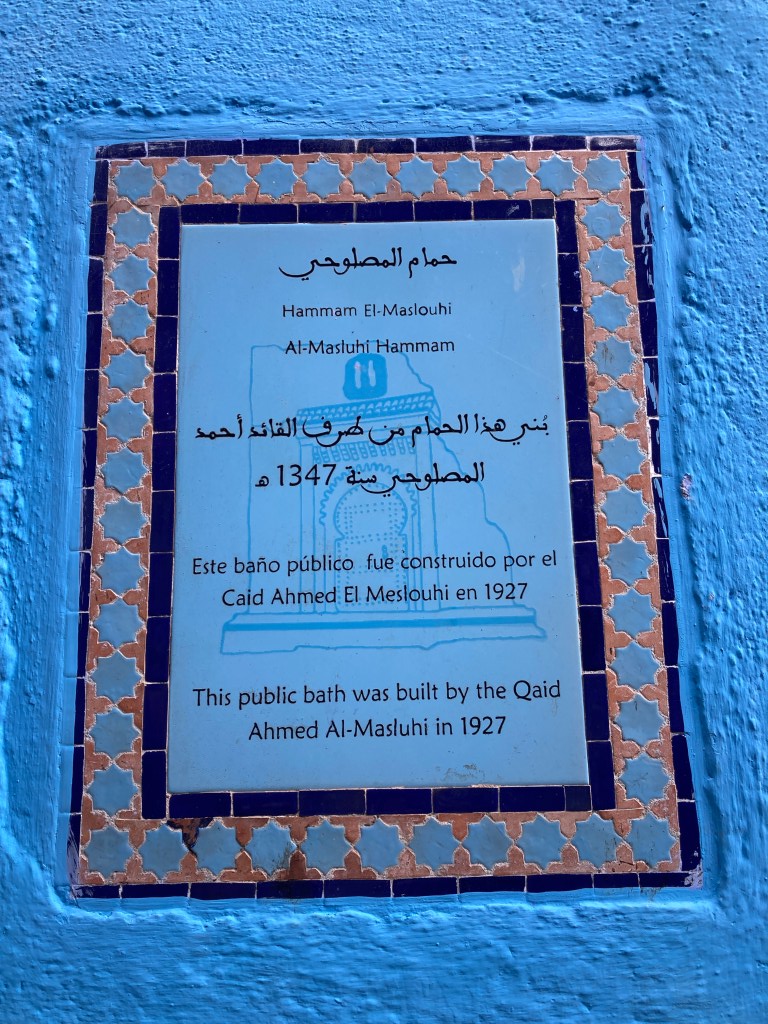 حمام المصلوحي
Hammam El-Maslouhi
Al-Masluhi Hammam
بُني هذا الحمام من طرف القائد أحمد
المصلوحي سنة 1347 ه
Este baño público fue construido por el
Caid Ahmed El Meslouhi en 1927
This public bath was built by the Qaid
Ahmed Al-Masluhi in 1927